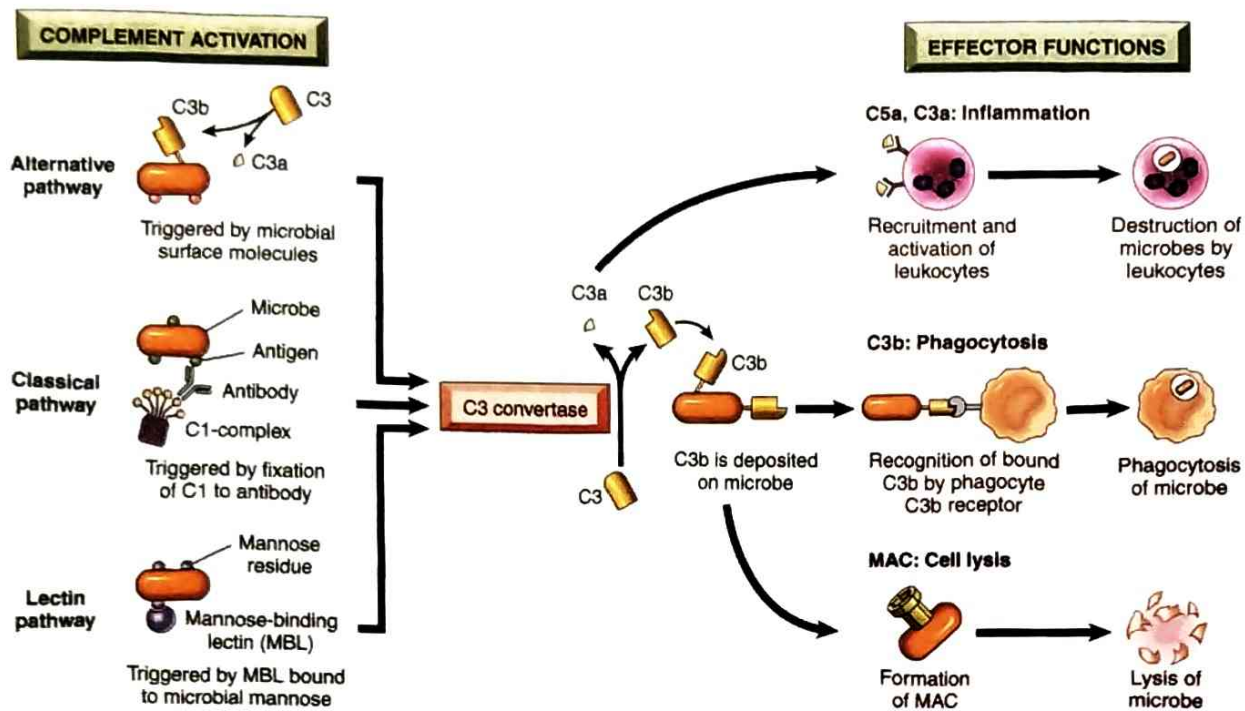 COMPLEMENT ACTIVATION
C3b
C3
C3a
Alternative
pathway
Triggered by microbial
surface molecules
Microbe
Antigen
Classical
pathway
Antibody
C1-complex
Triggered by fixation
of C1 to antibody
Mannose
residue
Lectin
pathway
Mannose-binding
lectin (MBL)
Triggered by MBL bound
to microbial mannose
C3 convertase
C3a
C3b
C3b
C3
C3b is deposited
on microbe
EFFECTOR FUNCTIONS
C5a, C3a: Inflammation
Recruitment and
activation of
leukocytes
Destruction of
microbes by
leukocytes
C3b: Phagocytosis
Recognition of bound
C3b by phagocyte
C3b receptor
Phagocytosis
of microbe
MAC: Cell lysis
Formation
of MAC
Lysis of
microbe